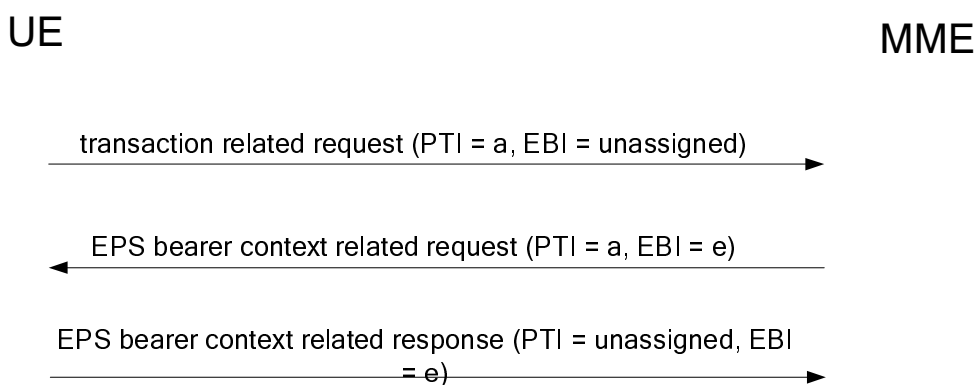 UE
MME
transaction related request (PTI = a, EBI = unassigned)
EPS bearer context related request (PTI = a, EBI = e)
EPS bearer context related response (PTI = unassigned, EBI
= e)